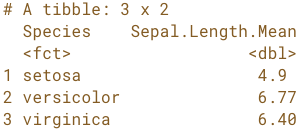 # A tibble: 3 x 2
Species Sepal.Length.Mean
<fct> <dbl>
1 setosa 4.9
2 versicolor 6.77
3 virginica 6.40